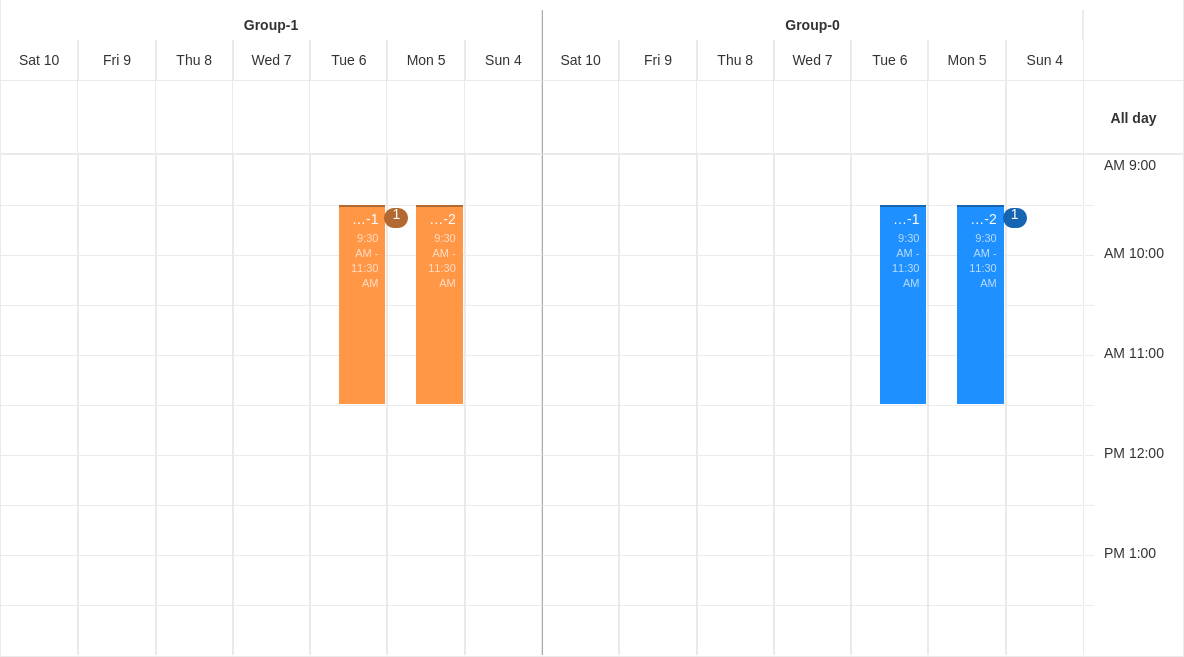 Group-1
Group-0
Sat 10
Fri 9
Thu 8
Wed 7
Tue 6
Mon 5
Sun 4
Sat 10
Fri 9
Thu 8
Wed 7
Tue 6
Mon 5
Sun 4
All day
AM 9:00
…-1
9:30
AM -
11:30
AM
1
…-2
9:30
AM -
11:30
AM
…-1
9:30
AM -
11:30
AM
…-2
9:30
AM -
11:30
AM
1
AM 10:00
AM 11:00
PM 12:00
PM 1:00